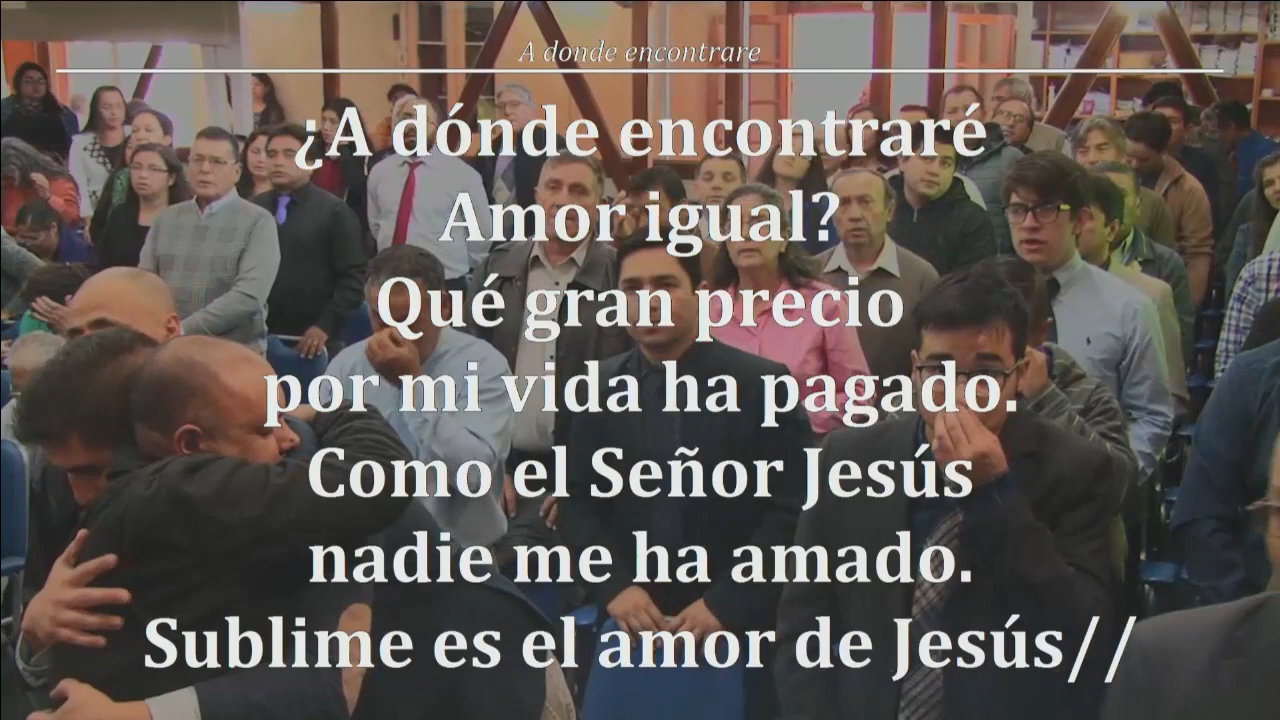 A donde encontrare
¿A dónde encontraré
Amor igual?
Qué gran precio
por mi vida ha pagado.
Como el Señor Jesús
nadie me ha amado.
Sublime es el amor de Jesús//